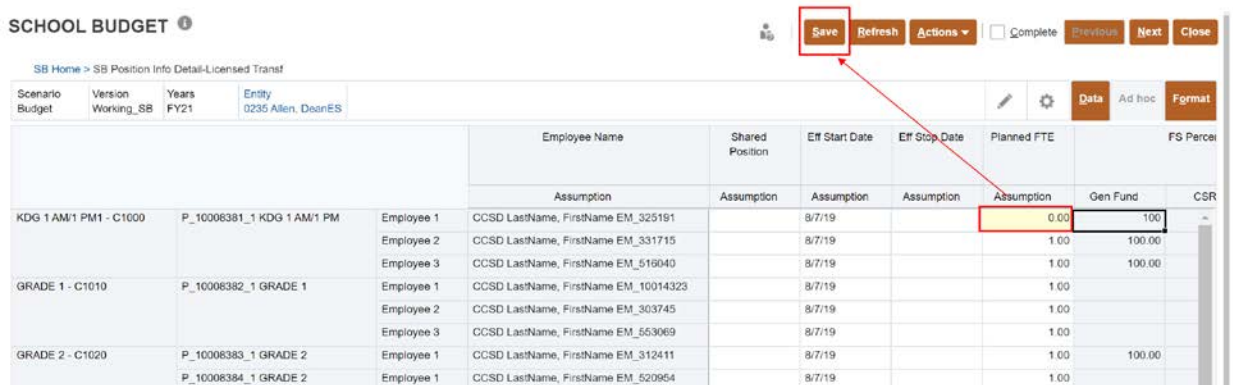 SCHOOL BUDGET
Save Refresh Actions Complete Previous Next Close
SB Home > SB Position Info Detail-Licensed Transf
Scenario Version Years Entity
Budget Working_SB FY21 0235 Allen, DeanES
Data Ad hoc Format
Employee Name Shared Position Eff Start Date Eff Stop Date Planned FTE FS Percer
Assumption Assumption Assumption Assumption Assumption Gen Fund CSR
KDG 1 AM/1 PM1 - C1000 P_10008381_1 KDG 1 AM/1 PM Employee 1 CCSD LastName, FirstName EM_325191 8/7/19 0.00 100
Employee 2 CCSD LastName, FirstName EM_331715 8/7/19 1.00 100.00
Employee 3 CCSD LastName, FirstName EM_516040 8/7/19 1.00 100.00
GRADE 1 - C1010 P_10008382_1 GRADE 1 Employee 1 CCSD LastName, FirstName EM_10014323 8/7/19 1.00
Employee 2 CCSD LastName, FirstName EM_303745 8/7/19 1.00
Employee 3 CCSD LastName, FirstName EM_553069 8/7/19 1.00
GRADE 2 - C1020 P_10008383_1 GRADE 2 Employee 1 CCSD LastName, FirstName EM_312411 8/7/19 1.00 100.00
P_10008384_1 GRADE 2 Employee 1 CCSD LastName, FirstName EM_520954 8/7/19 1.00